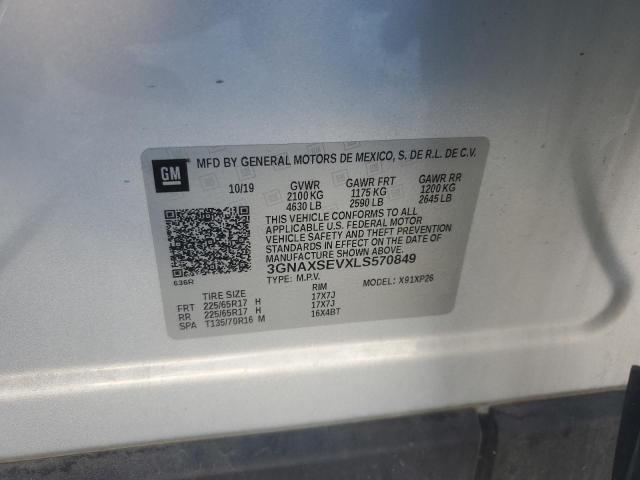 GM MFD BY GENERAL MOTORS DE MEXICO, S. DE R.L. DE C.V.
10/19 GVWR GAWR FRT GAWR RR
2100 KG 1175 KG 1200 KG
4630 LB 2590 LB 2645 LB
THIS VEHICLE CONFORMS TO ALL
APPLICABLE U.S. FEDERAL MOTOR
VEHICLE SAFETY AND THEFT
PREVENTION STANDARDS IN
EFFECT ON THE DATE OF
MANUFACTURE SHOWN ABOVE.
3GNAXSEVXLS570849
636R
TYPE: M.P.V. MODEL: X91XP26
TIRE SIZE RIM
FRT 225/65R17 H 17X7J
RR 225/65R17 H 17X7J
SPA T135/70R16 M 16X4BT